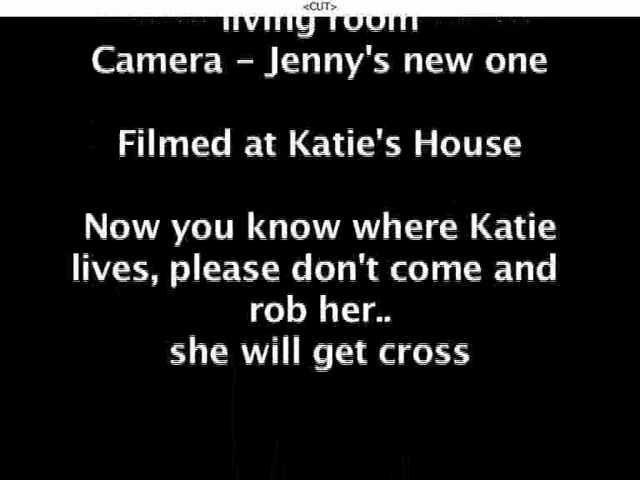 <CUT>
living room
Camera – Jenny's new one
Filmed at Katie's House
Now you know where Katie
lives, please don't come and
rob her..
she will get cross